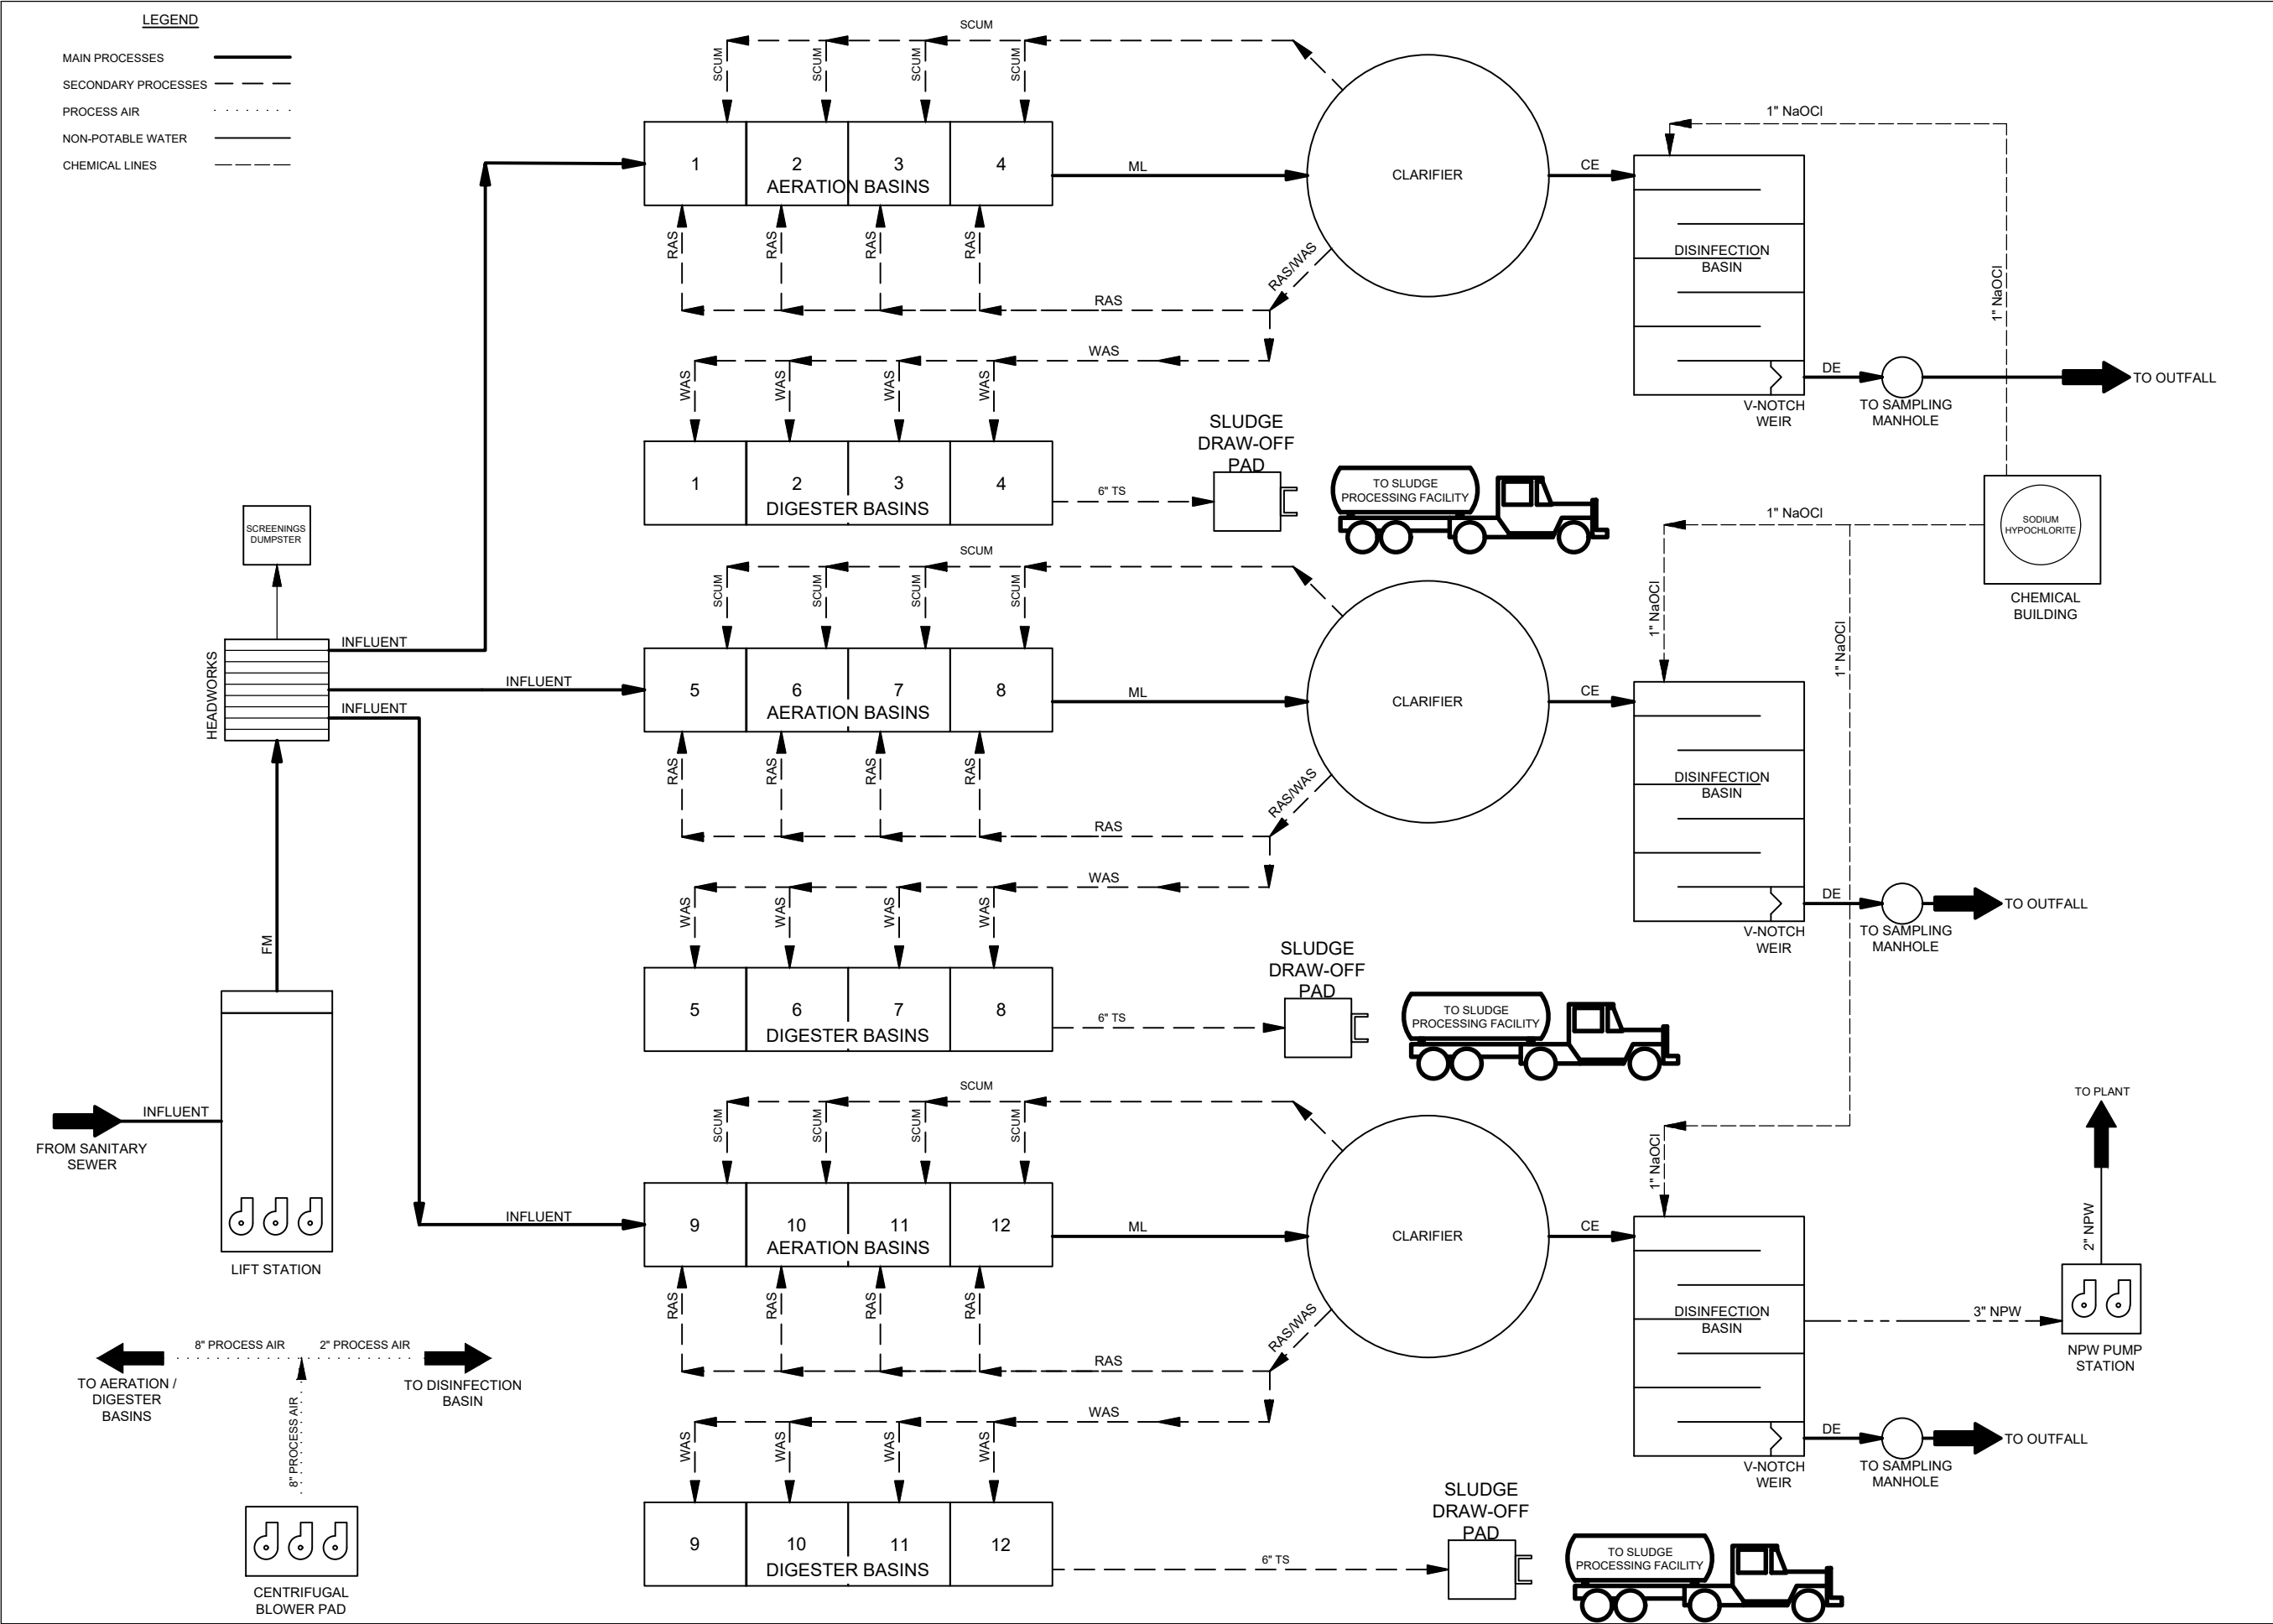 LEGEND
MAIN PROCESSES
SECONDARY PROCESSES
PROCESS AIR
NON-POTABLE WATER
CHEMICAL LINES
SCUM
SCUM
SCUM
SCUM
SCUM
1
2
3
4
AERATION BASINS
ML
CLARIFIER
CE
1" NaOCl
1" NaOCl
DISINFECTION
BASIN
RAS
RAS
RAS
RAS
RAS/WAS
RAS
WAS
WAS
WAS
WAS
WAS
DE
TO OUTFALL
V-NOTCH
WEIR
TO SAMPLING
MANHOLE
1
2
3
4
DIGESTER BASINS
6" TS
SLUDGE
DRAW-OFF
PAD
TO SLUDGE
PROCESSING FACILITY
SODIUM
HYPOCHLORITE
CHEMICAL
BUILDING
1" NaOCl
1" NaOCl
1" NaOCl
SCREENINGS
DUMPSTER
HEADWORKS
INFLUENT
INFLUENT
INFLUENT
SCUM
SCUM
SCUM
SCUM
SCUM
5
6
7
8
AERATION BASINS
ML
CLARIFIER
CE
DISINFECTION
BASIN
RAS
RAS
RAS
RAS
RAS/WAS
RAS
WAS
WAS
WAS
WAS
WAS
DE
TO OUTFALL
V-NOTCH
WEIR
TO SAMPLING
MANHOLE
5
6
7
8
DIGESTER BASINS
6" TS
SLUDGE
DRAW-OFF
PAD
TO SLUDGE
PROCESSING FACILITY
FM
INFLUENT
FROM SANITARY
SEWER
LIFT STATION
INFLUENT
SCUM
SCUM
SCUM
SCUM
SCUM
9
10
11
12
AERATION BASINS
ML
CLARIFIER
CE
1" NaOCl
DISINFECTION
BASIN
3" NPW
TO PLANT
2" NPW
NPW PUMP
STATION
RAS
RAS
RAS
RAS
RAS/WAS
RAS
WAS
WAS
WAS
WAS
WAS
DE
TO OUTFALL
V-NOTCH
WEIR
TO SAMPLING
MANHOLE
9
10
11
12
DIGESTER BASINS
6" TS
SLUDGE
DRAW-OFF
PAD
TO SLUDGE
PROCESSING FACILITY
8" PROCESS AIR
2" PROCESS AIR
TO AERATION /
DIGESTER
BASINS
TO DISINFECTION
BASIN
8" PROCESS AIR
CENTRIFUGAL
BLOWER PAD